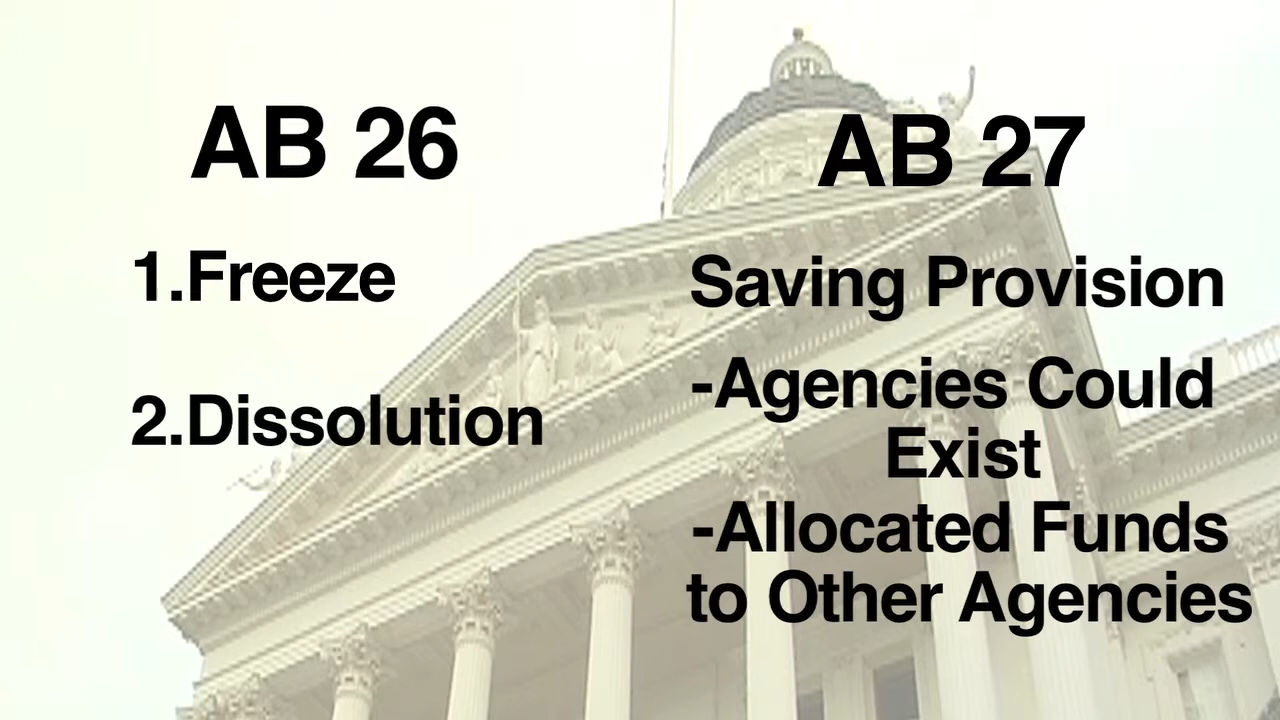 AB 26
1.Freeze
2.Dissolution
AB 27
Saving Provision
-Agencies Could
Exist
-Allocated Funds
to Other Agencies